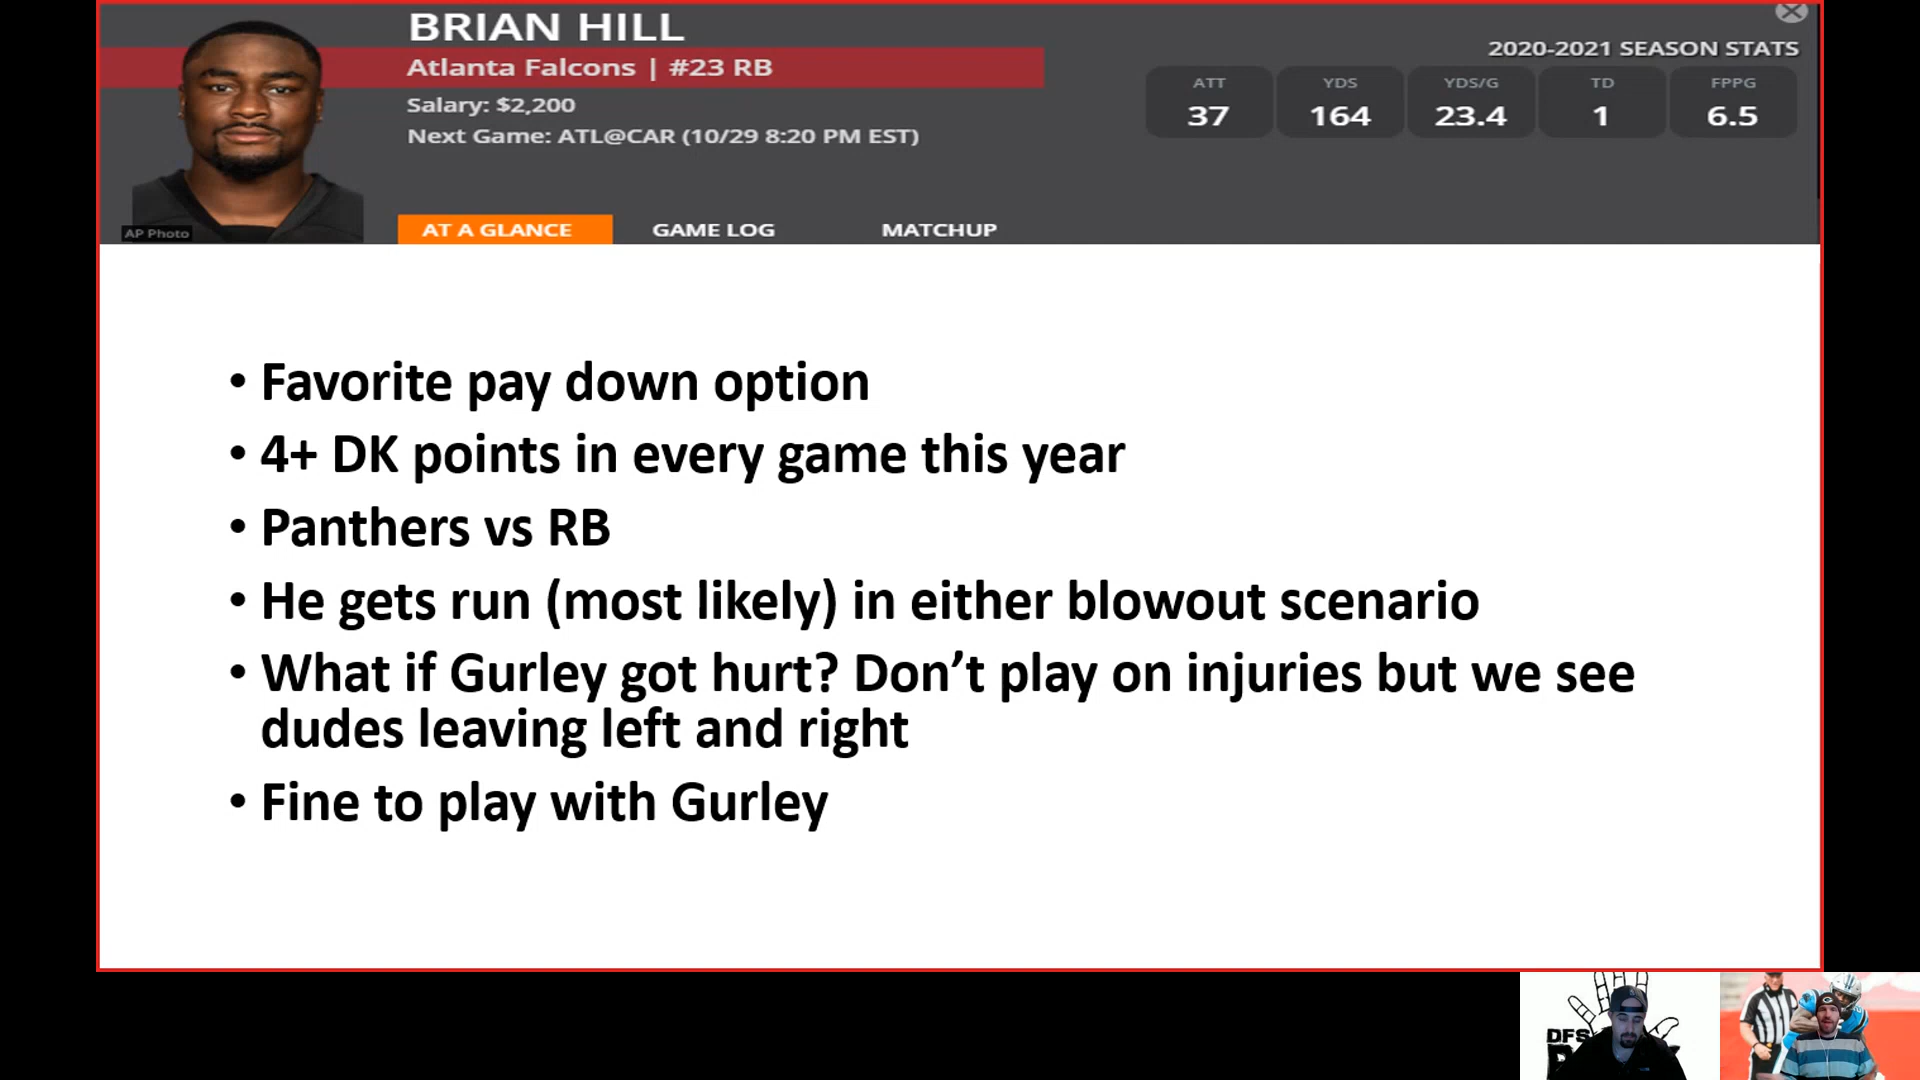 BRIAN HILL
Atlanta Falcons | #23 RB
Salary: $2,200
Next Game: ATL@CAR (10/29 8:20 PM EST)
2020-2021 SEASON STATS
ATT YDS YDS/G TD FPPG
37 164 23.4 1 6.5
AP Photo
AT A GLANCE GAME LOG MATCHUP
• Favorite pay down option
• 4+ DK points in every game this year
• Panthers vs RB
• He gets run (most likely) in either blowout scenario
• What if Gurley got hurt? Don’t play on injuries but we see
dudes leaving left and right
• Fine to play with Gurley
DFS